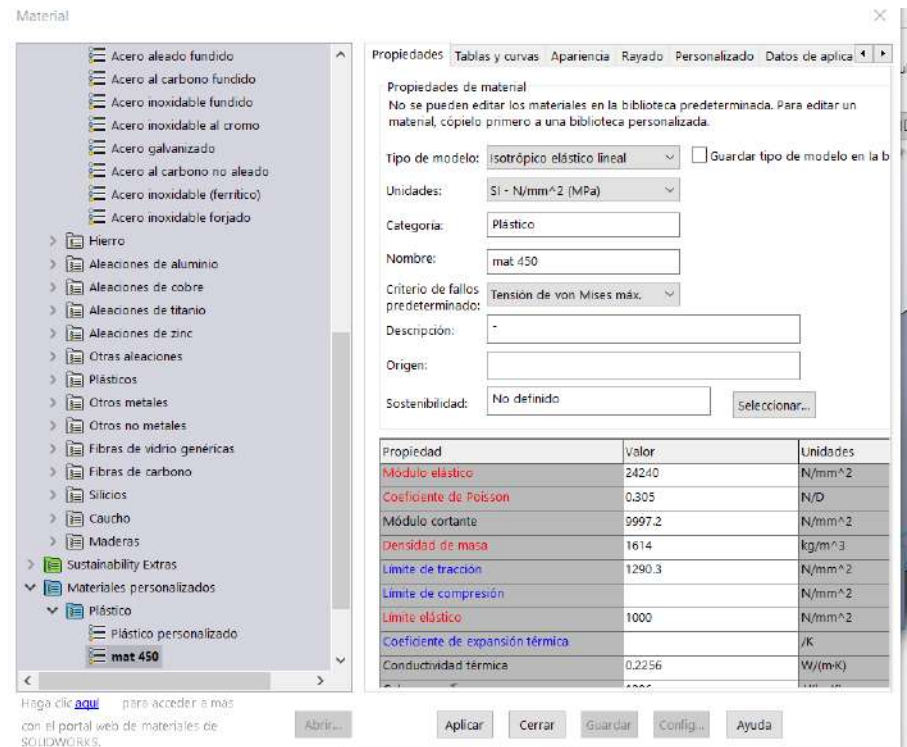 Material
Acero aleado fundido
Acero al carbono fundido
Acero inoxidable fundido
Acero inoxidable al cromo
Acero galvanizado
Acero al carbono no aleado
Acero inoxidable (ferrítico)
Acero inoxidable forjado
Hierro
Aleaciones de aluminio
Aleaciones de cobre
Aleaciones de titanio
Aleaciones de zinc
Otras aleaciones
Plásticos
Otros metales
Otros no metales
Fibras de vidrio genéricas
Fibras de carbono
Silicios
Caucho
Maderas
Sustainability Extras
Materiales personalizados
Plástico
Plástico personalizado
mat 450
Haga clic aquí para acceder a más
con el portal web de materiales de
SOLIDWORKS.
Abrir...
Propiedades Tablas y curvas Apariencia Rayado Personalizado Datos de aplica
Propiedades de material
No se pueden editar los materiales en la biblioteca predeterminada. Para editar un
material, cópielo primero a una biblioteca personalizada.
Tipo de modelo: Isotrópico elástico lineal Guardar tipo de modelo en la b
Unidades: SI - N/mm^2 (MPa)
Categoría: Plástico
Nombre: mat 450
Criterio de fallos
predeterminado: Tensión de von Mises máx.
Descripción: -
Origen:
Sostenibilidad: No definido Seleccionar...
Propiedad Valor Unidades
Módulo elástico 24240 N/mm^2
Coeficiente de Poisson 0.305 N/D
Módulo cortante 9997.2 N/mm^2
Densidad de masa 1614 kg/m^3
Límite de tracción 1290.3 N/mm^2
Límite de compresión N/mm^2
Límite elástico 1000 N/mm^2
Coeficiente de expansión térmica /K
Conductividad térmica 0.2256 W/(m·K)
Aplicar Cerrar Guardar Config... Ayuda